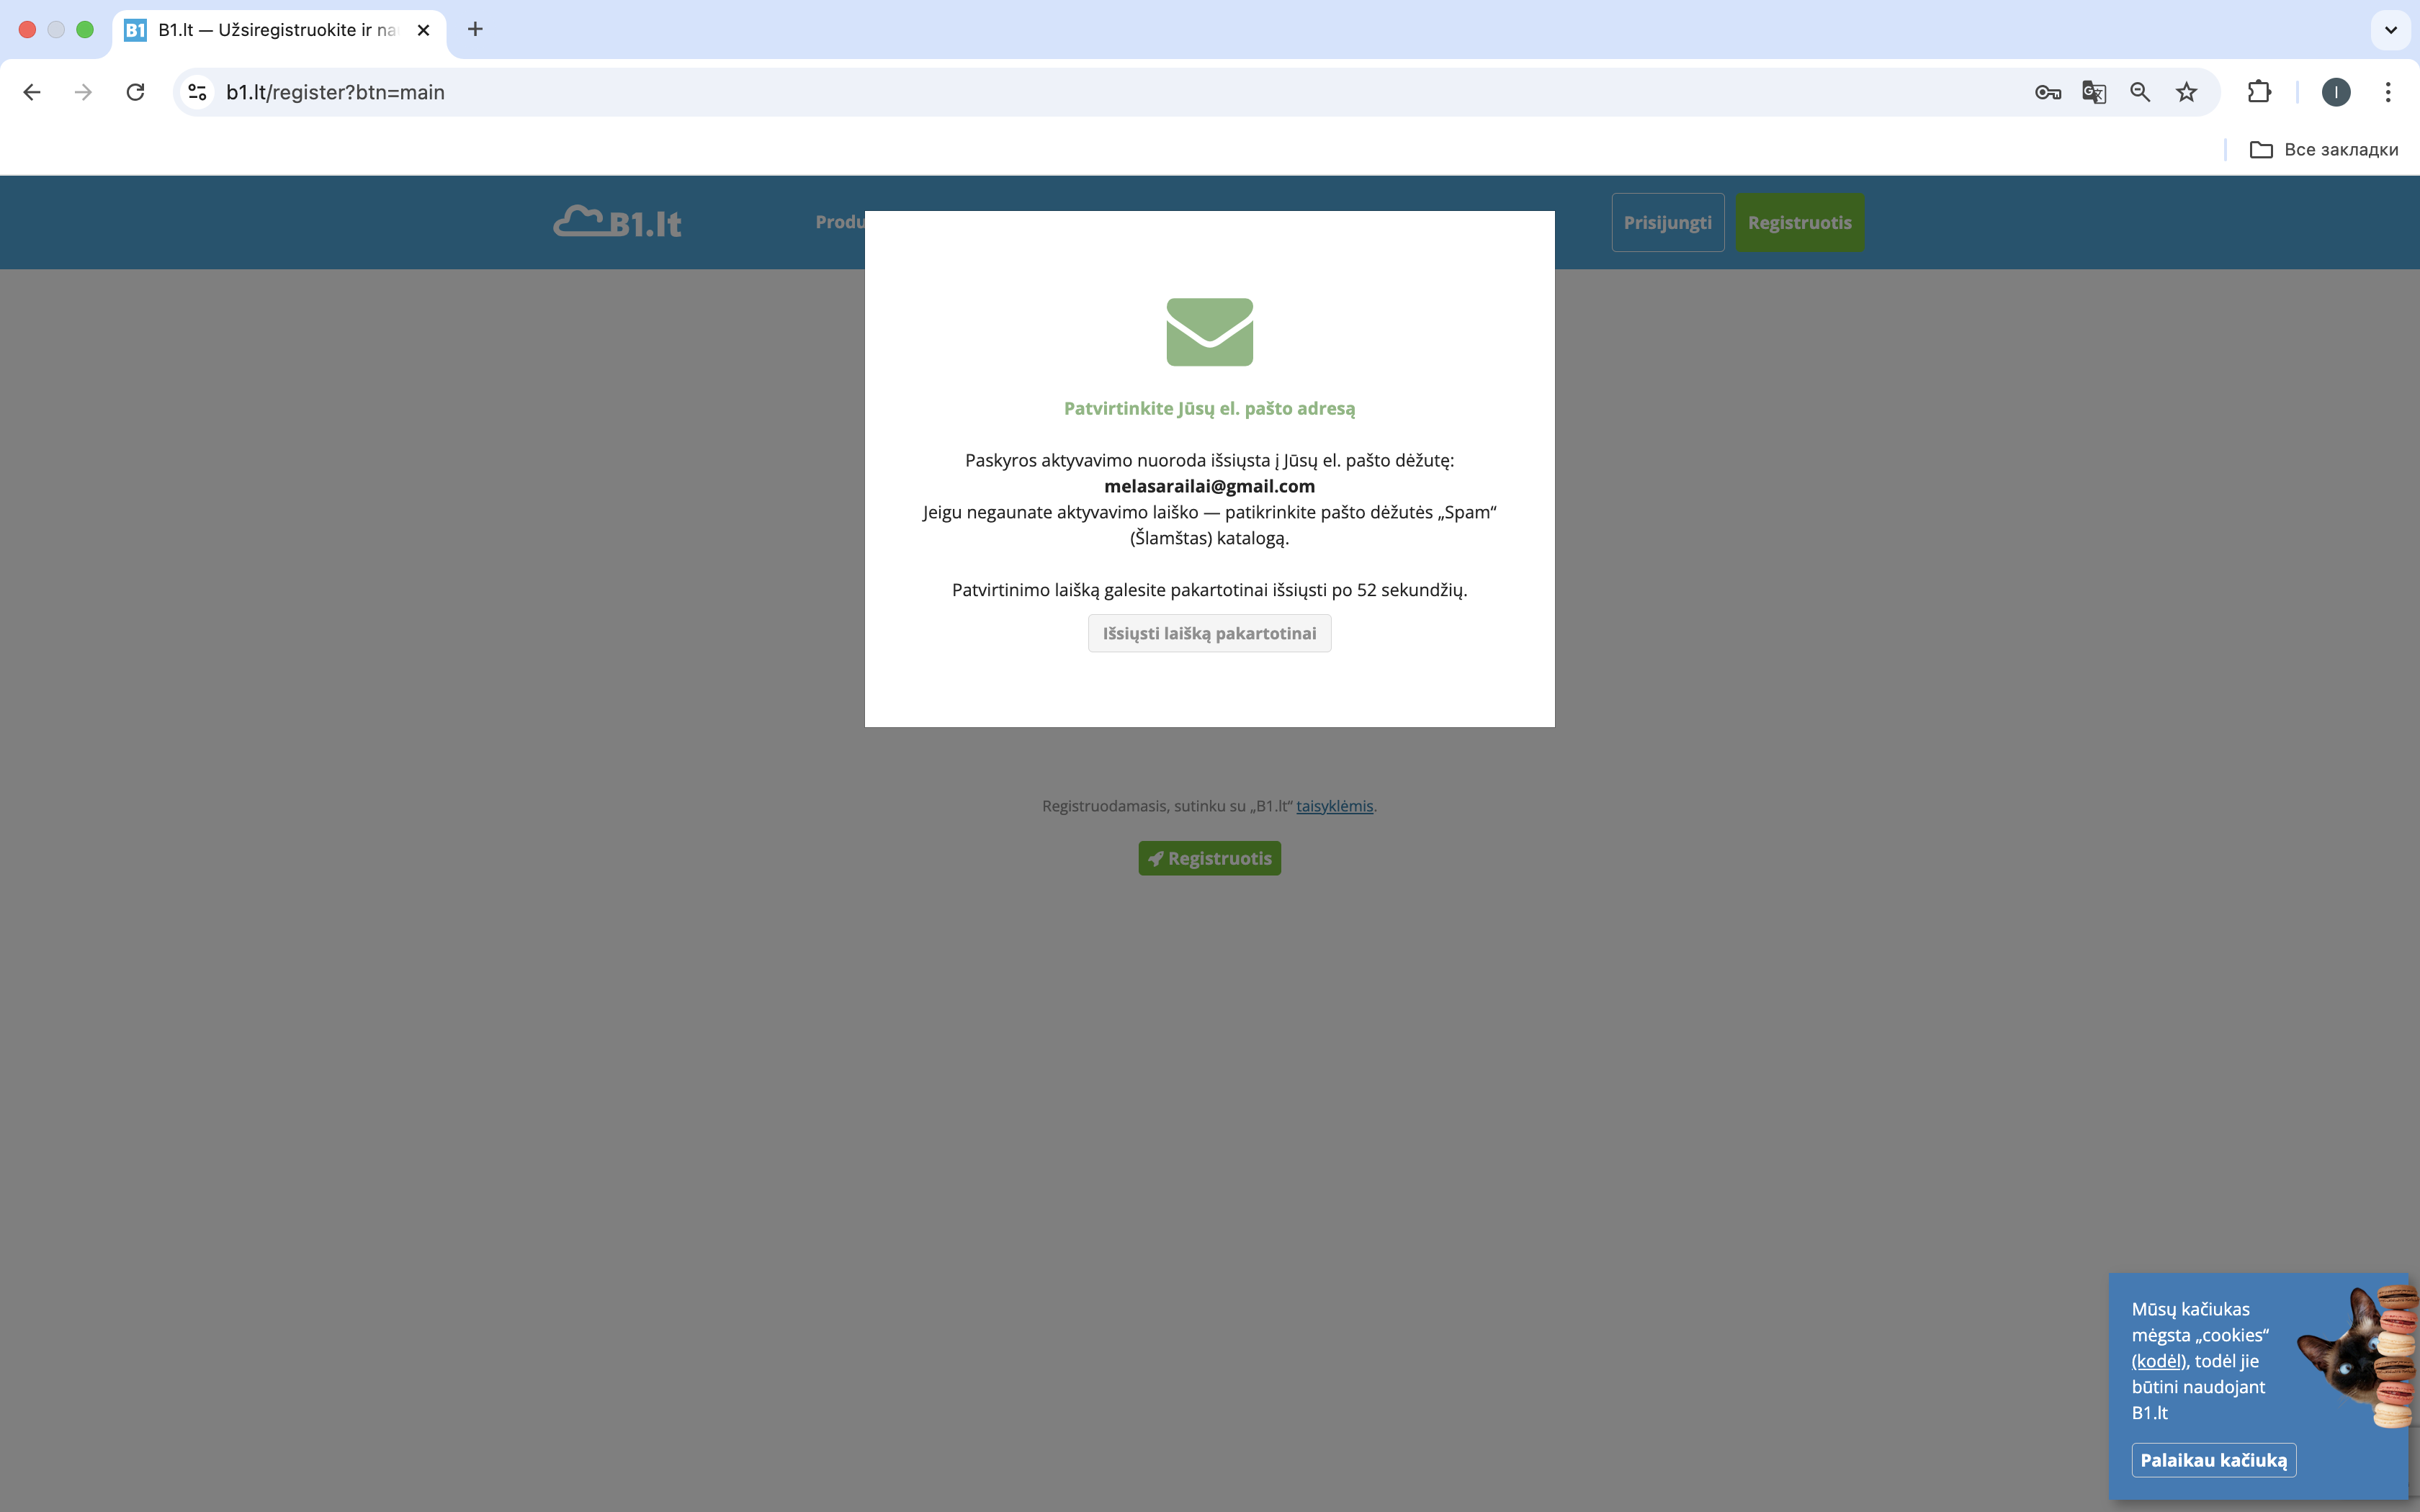 B1 B1.lt — Užsiregistruokite ir na
b1.lt/register?btn=main
I
Все закладки
B1.lt
Produ
Prisijungti
Registruotis
Patvirtinkite Jūsų el. pašto adresą
Paskyros aktyvavimo nuoroda išsiųsta į Jūsų el. pašto dėžutę:
melasarailai@gmail.com
Jeigu negaunate aktyvavimo laiško — patikrinkite pašto dėžutės „Spam“
(Šlamštas) katalogą.
Patvirtinimo laišką galesite pakartotinai išsiųsti po 52 sekundžių.
Išsiųsti laišką pakartotinai
Registruodamasis, sutinku su „B1.lt“ taisyklėmis.
Registruotis
Mūsų kačiukas
mėgsta „cookies“
(kodėl), todėl jie
būtini naudojant
B1.lt
Palaikau kačiuką